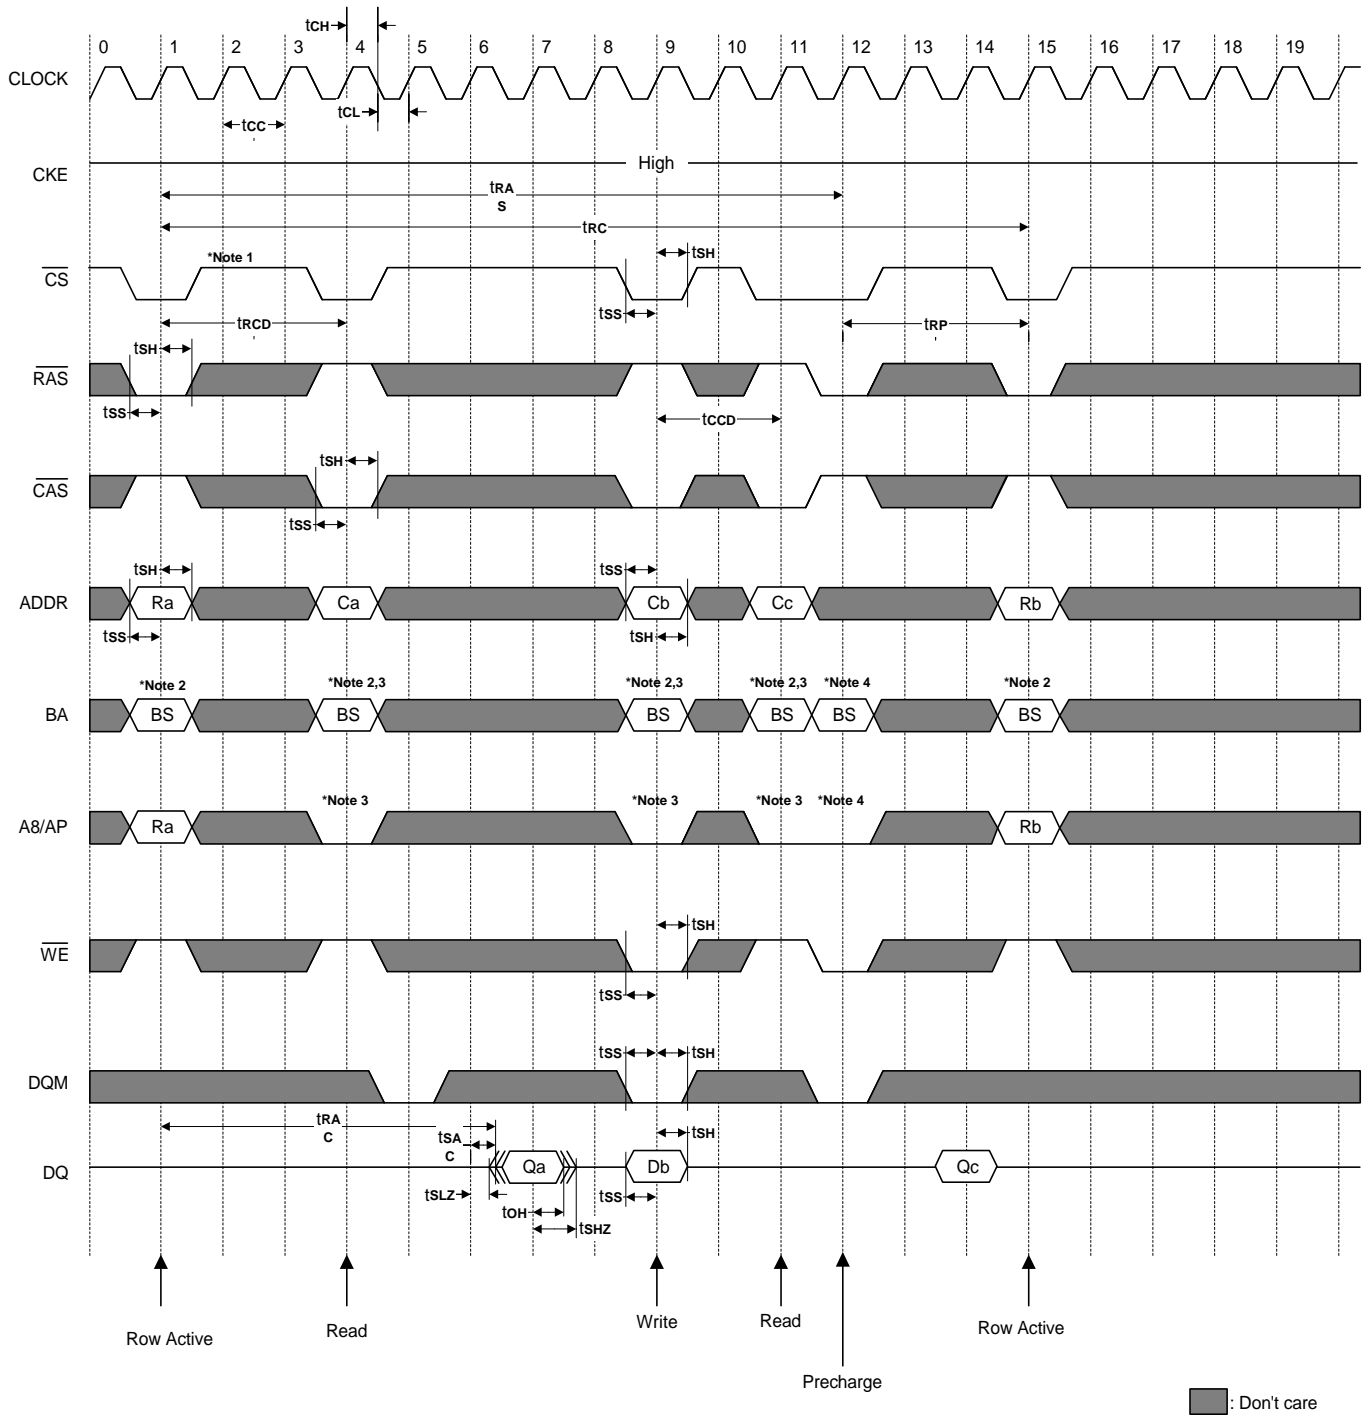 tCH
0 1 2 3 4 5 6 7 8 9 10 11 12 13 14 15 16 17 18 19
CLOCK
tCL
tCC
High
CKE
tRA
S
tRC
*Note 1
tSH
CS
tSS
tRCD
tRP
tSH
RAS
tSS
tCCD
tSH
CAS
tSS
tSH
tSS
ADDR
Ra Ca Cb Cc Rb
tSS
tSH
*Note 2 *Note 2,3 *Note 2,3 *Note 2,3 *Note 4 *Note 2
BA
BS BS BS BS BS BS
*Note 3 *Note 3 *Note 3 *Note 4
A8/AP
Ra Rb
tSH
WE
tSS
tSS tSH
DQM
tRA
C
tSA
C
tSH
DQ
Qa Db Qc
tSLZ
tSS
tOH
tSHZ
Row Active
Read
Write
Read
Row Active
Precharge
: Don't care